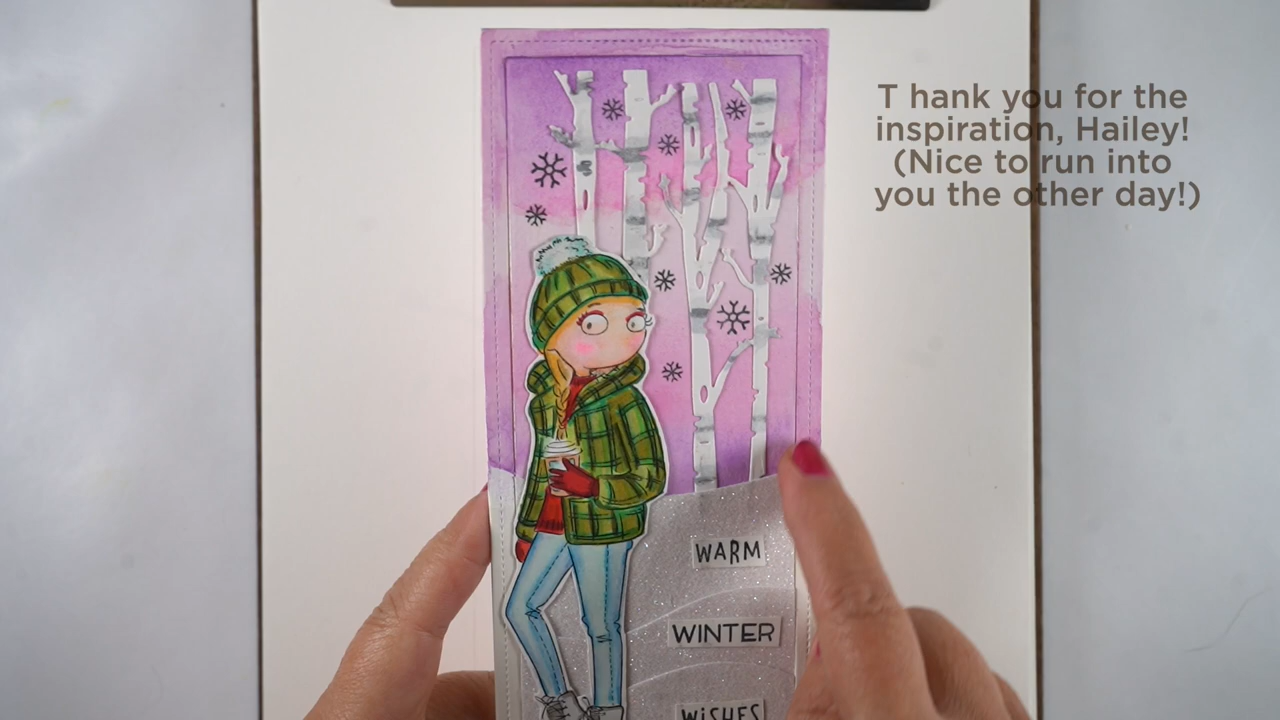 T hank you for the
inspiration, Hailey!
(Nice to run into
you the other day!)
WARM
WINTER
WiSHES